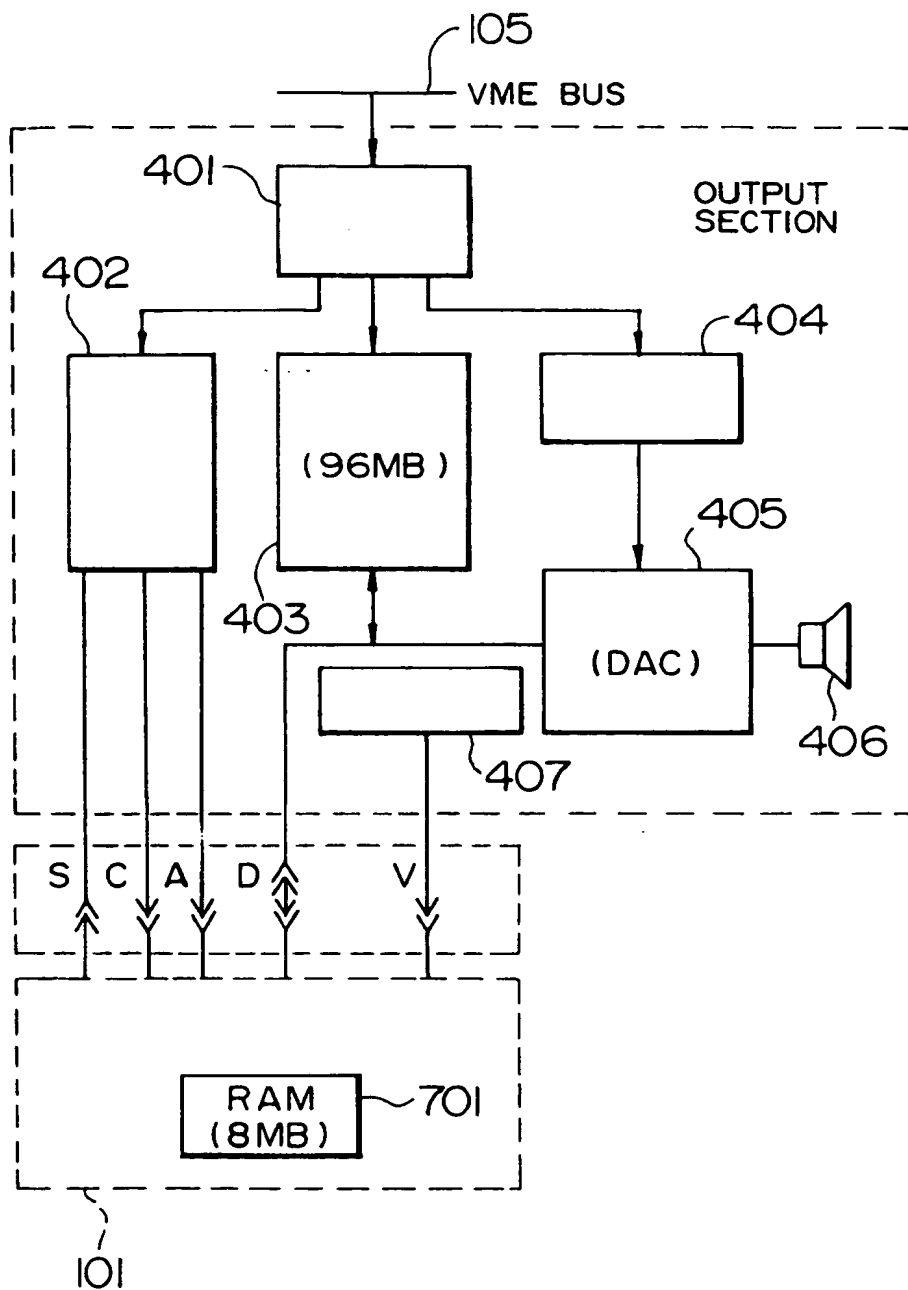 105
VME BUS
401
OUTPUT
SECTION
402
404
(96MB)
405
403
(DAC)
406
407
S C A D V
RAM
(8MB)
701
101